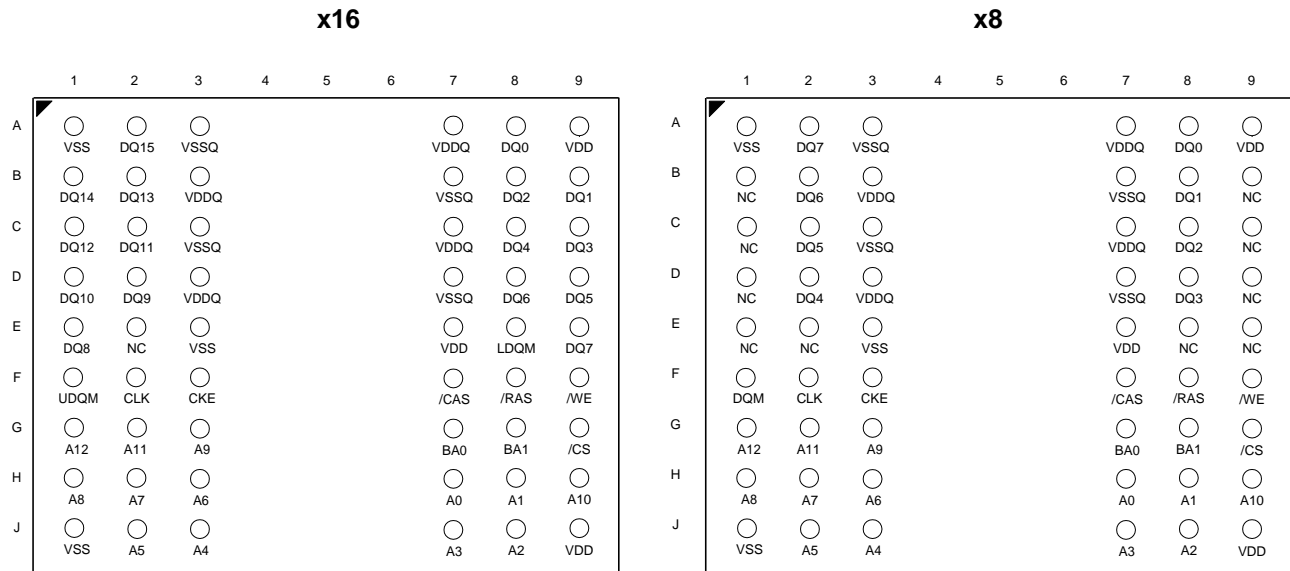 x16 x8
1 2 3 4 5 6 7 8 9 1 2 3 4 5 6 7 8 9
A A
VSS DQ15 VSSQ VDDQ DQ0 VDD VSS DQ7 VSSQ VDDQ DQ0 VDD
B B
DQ14 DQ13 VDDQ VSSQ DQ2 DQ1 NC DQ6 VDDQ VSSQ DQ1 NC
C C
DQ12 DQ11 VSSQ VDDQ DQ4 DQ3 NC DQ5 VSSQ VDDQ DQ2 NC
D D
DQ10 DQ9 VDDQ VSSQ DQ6 DQ5 NC DQ4 VDDQ VSSQ DQ3 NC
E E
DQ8 NC VSS VDD LDQM DQ7 NC NC VSS VDD NC NC
F F
UDQM CLK CKE /CAS /RAS /WE DQM CLK CKE /CAS /RAS /WE
G G
A12 A11 A9 BA0 BA1 /CS A12 A11 A9 BA0 BA1 /CS
H H
A8 A7 A6 A0 A1 A10 A8 A7 A6 A0 A1 A10
J J
VSS A5 A4 A3 A2 VDD VSS A5 A4 A3 A2 VDD